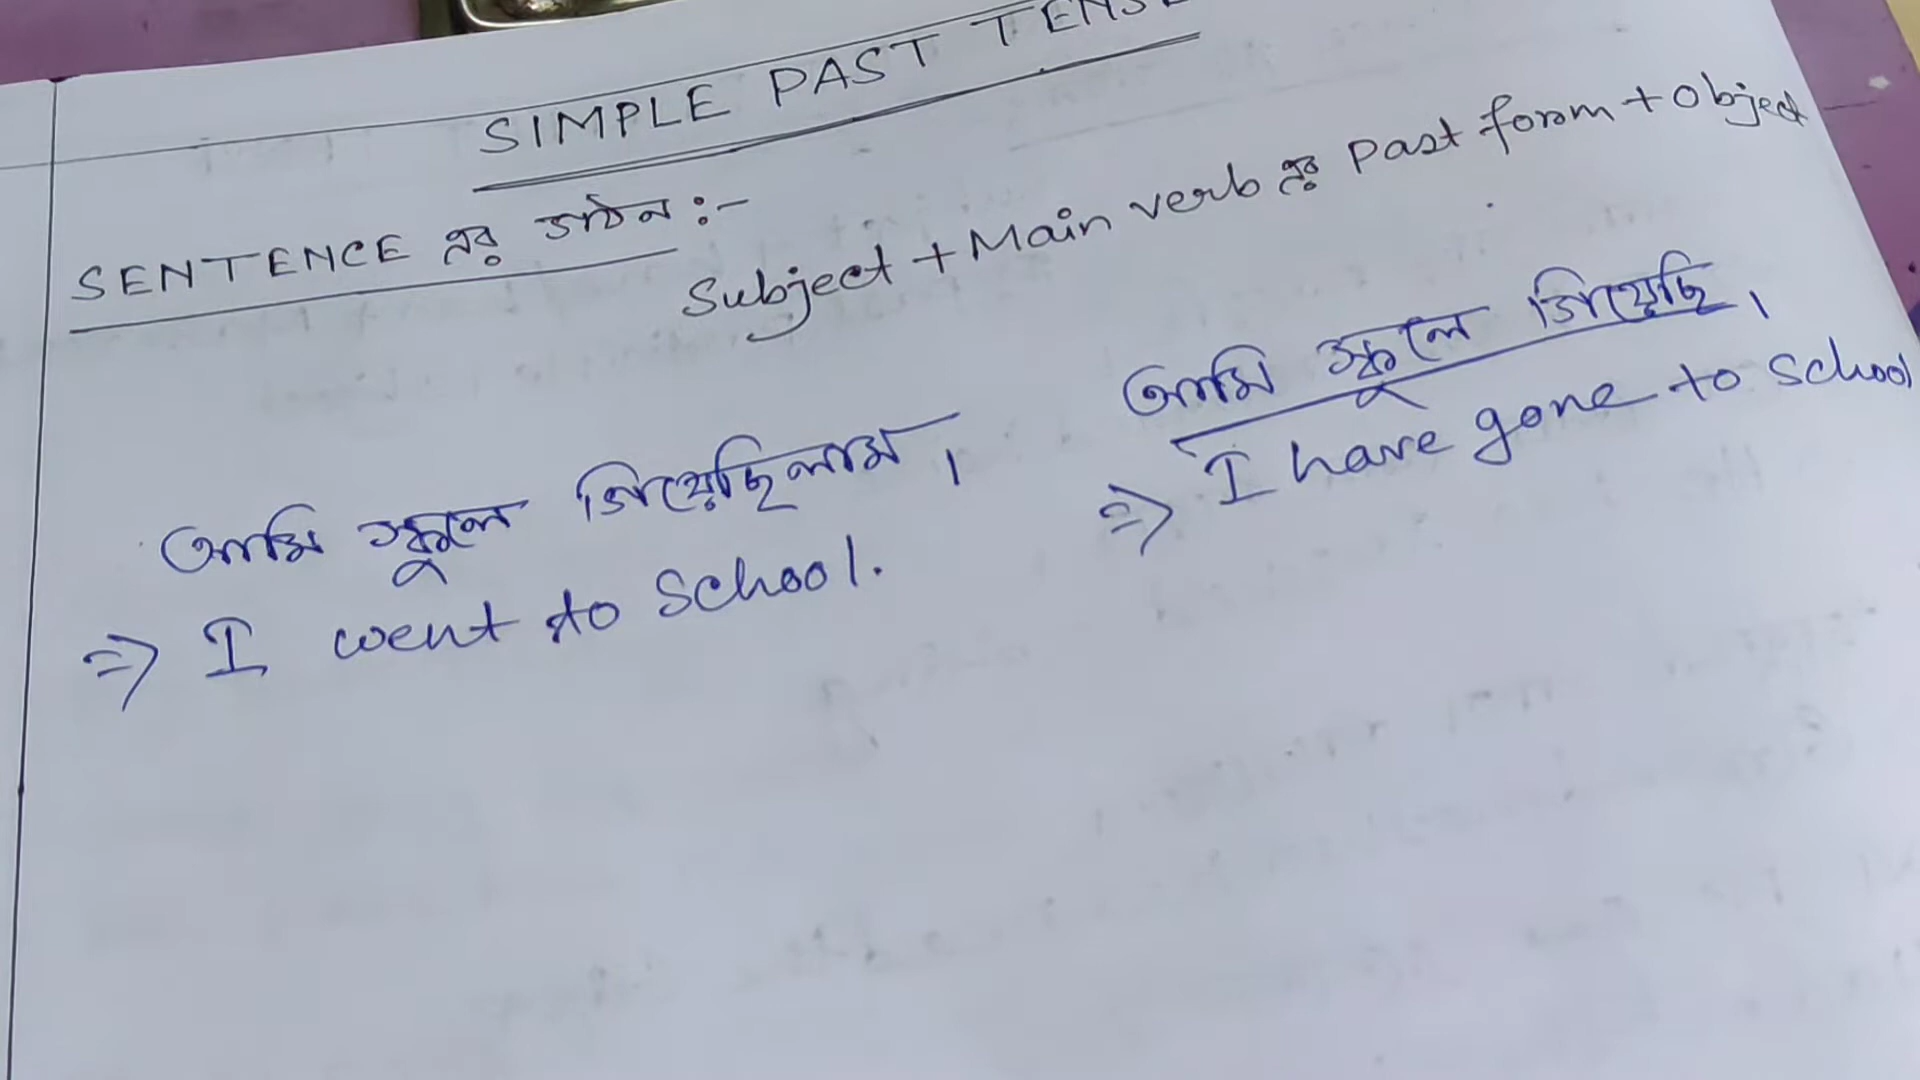 SIMPLE PAST TENSE
SENTENCE এর গঠন :-
Subject + Main verb এর Past form + Object
আমি স্কুলে গিয়েছিলাম।
⇒ I went to School.
আমি স্কুলে গিয়েছি।
⇒ I have gone to School